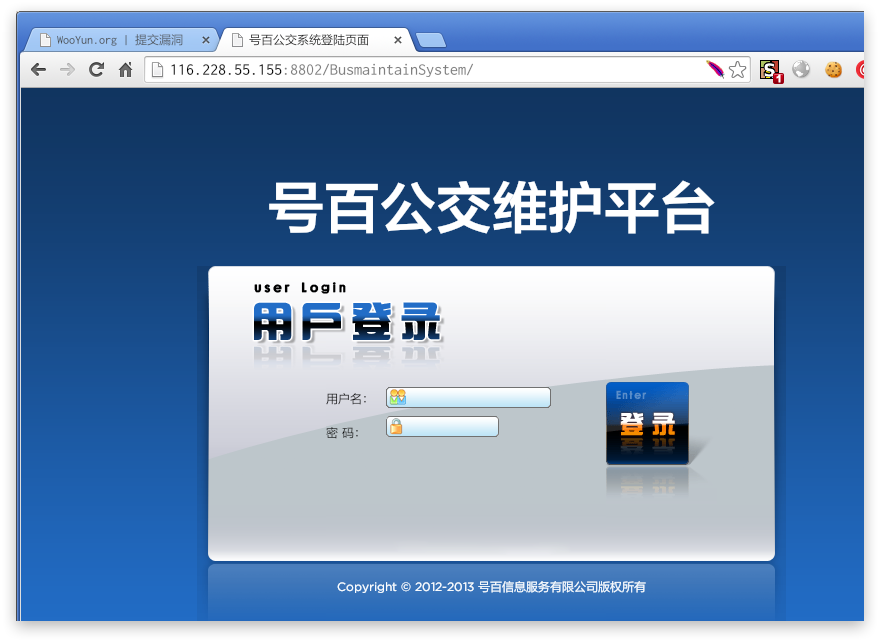 WooYun.org | 提交漏洞
号百公交系统登陆页面
116.228.55.155:8802/BusmaintainSystem/
S
1
号百公交维护平台
user Login
用戶登录
用户名:
密 码:
Enter
登录
Copyright © 2012-2013 号百信息服务有限公司版权所有